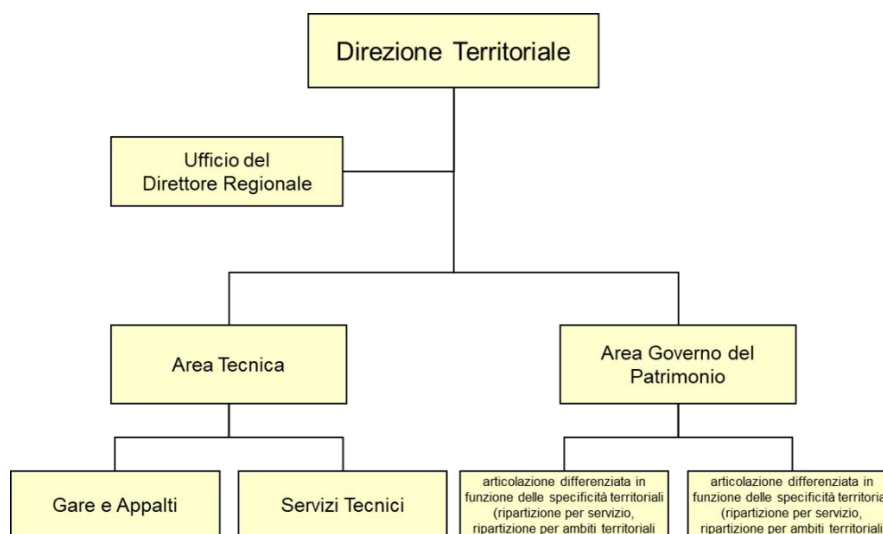 Direzione Territoriale
Ufficio del
Direttore Regionale
Area Tecnica
Area Governo del
Patrimonio
Gare e Appalti
Servizi Tecnici
articolazione differenziata in
funzione delle specificità territoriali
(ripartizione per servizio,
ripartizione per ambiti territoriali
articolazione differenziata in
funzione delle specificità territoria
(ripartizione per servizio,
ripartizione per ambiti territoriali